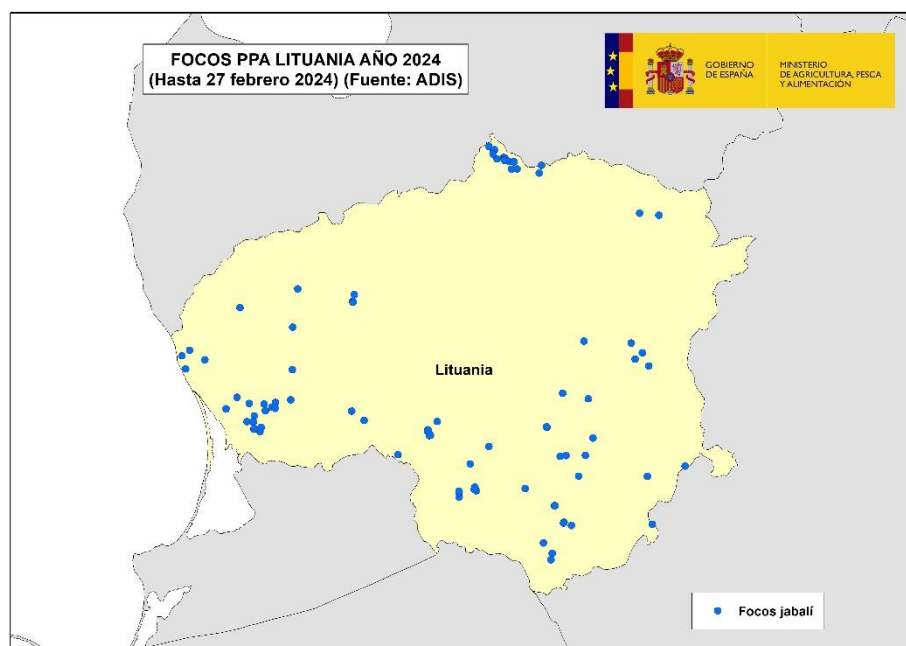 FOCOS PPA LITUANIA AÑO 2024
(Hasta 27 febrero 2024) (Fuente: ADIS)
GOBIERNO
DE ESPAÑA
MINISTERIO
DE AGRICULTURA, PESCA
Y ALIMENTACIÓN
Lituania
Focos jabalí